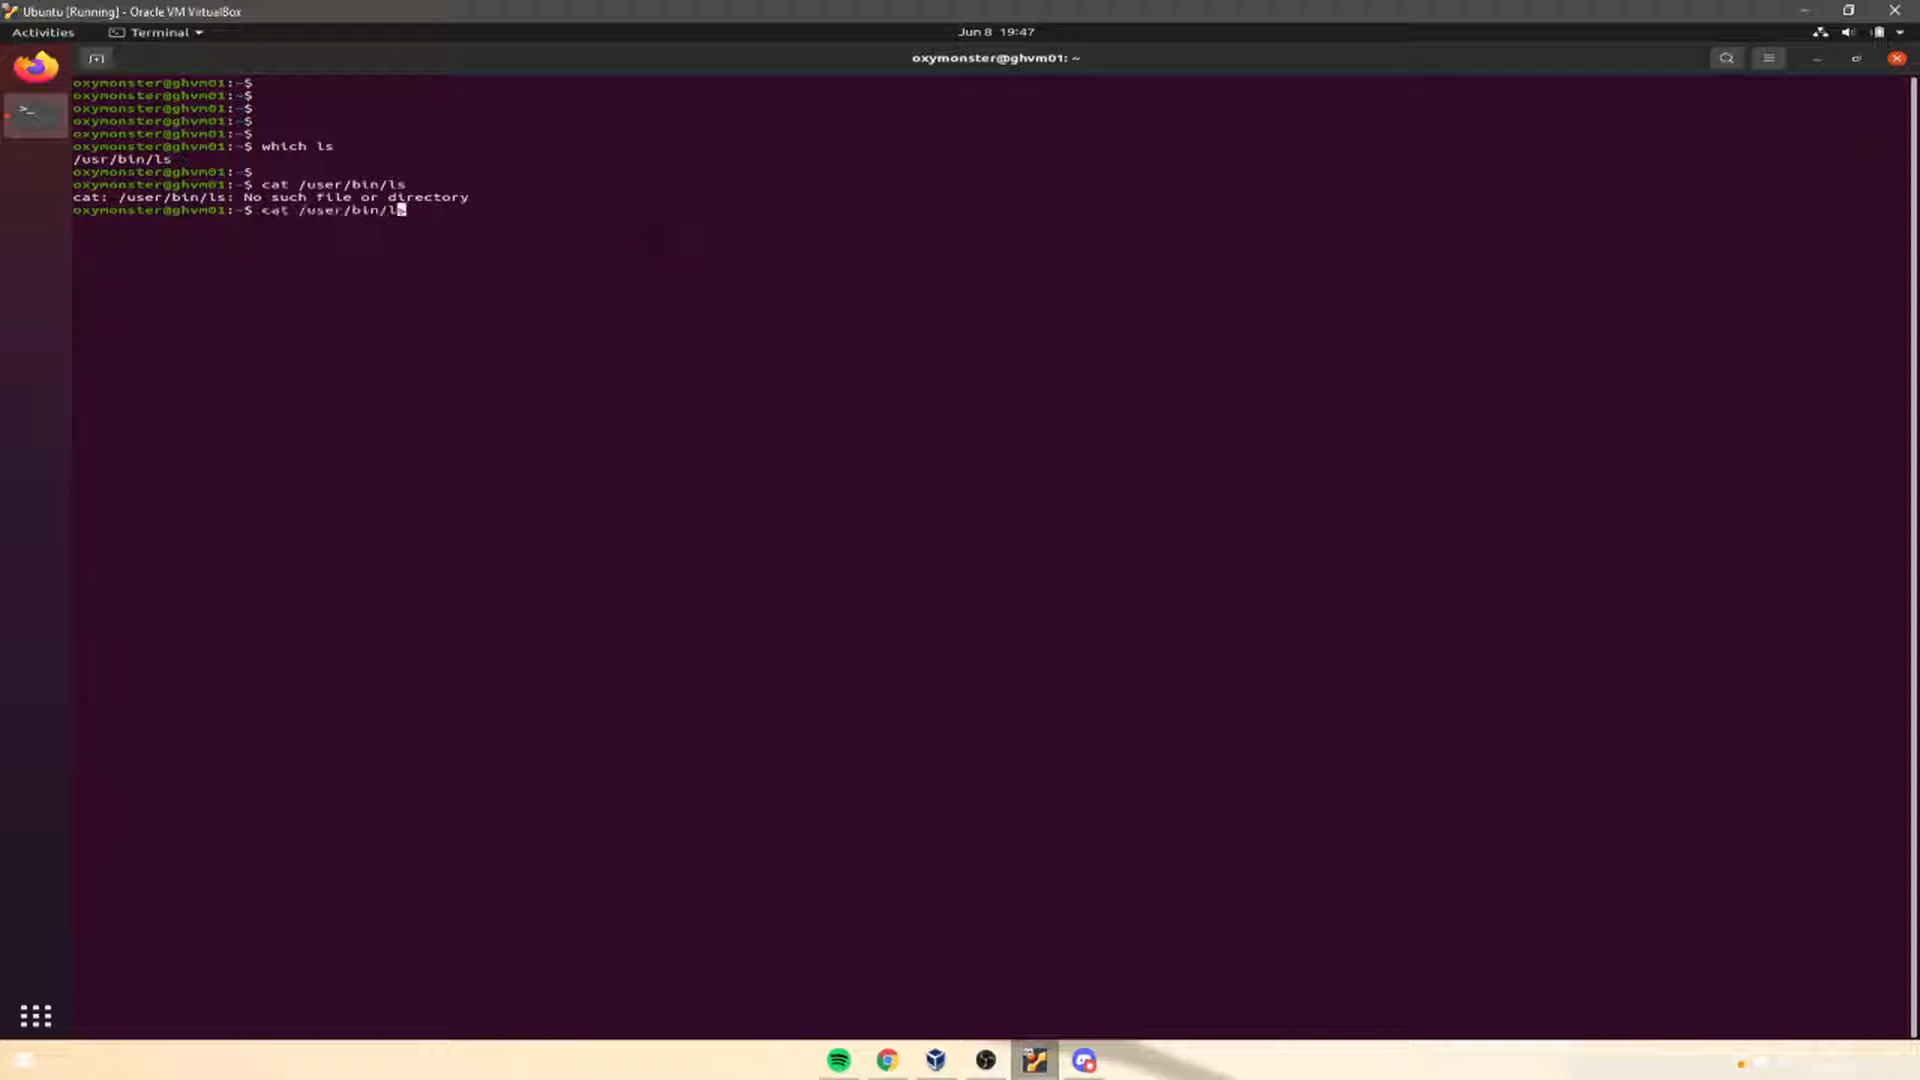 Ubuntu [Running] - Oracle VM VirtualBox
Activities
Terminal
Jun 8 19:47
oxymonster@ghvm01: ~
oxymonster@ghvm01:~$
oxymonster@ghvm01:~$
oxymonster@ghvm01:~$
oxymonster@ghvm01:~$
oxymonster@ghvm01:~$
oxymonster@ghvm01:~$ which ls
/usr/bin/ls
oxymonster@ghvm01:~$
oxymonster@ghvm01:~$ cat /user/bin/ls
cat: /user/bin/ls: No such file or directory
oxymonster@ghvm01:~$ cat /user/bin/ls